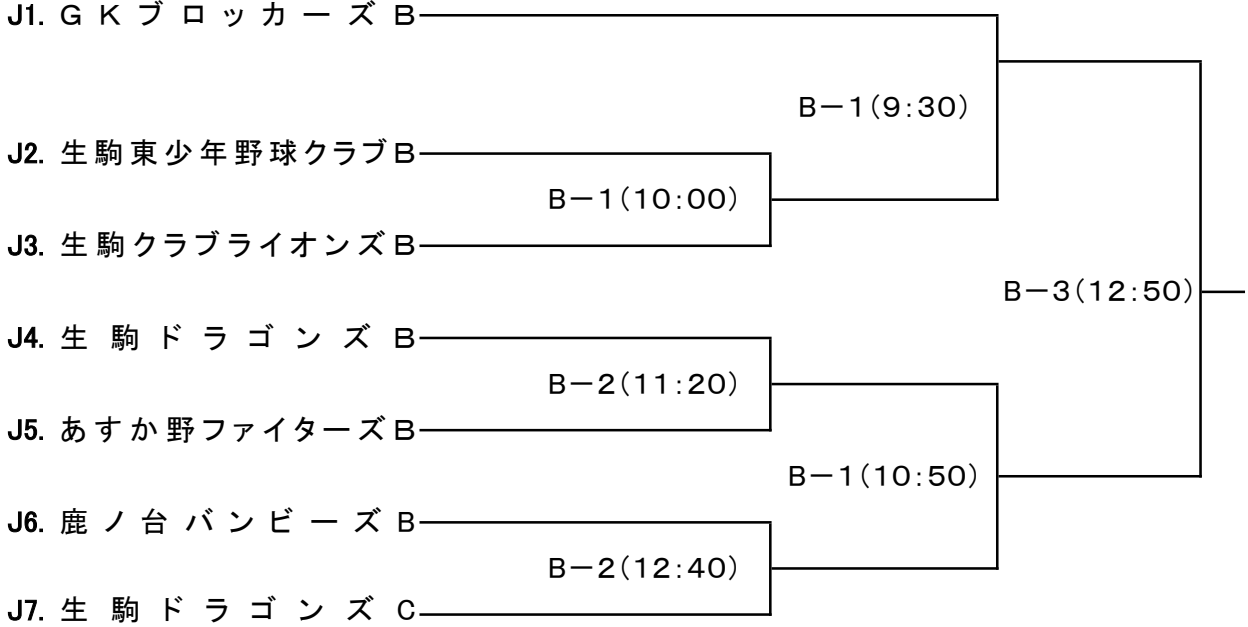 J1. ＧＫブロッカーズＢ
Ｂ－１（９：３０）
J2. 生駒東少年野球クラブＢ
Ｂ－１（１０：００）
J3. 生駒クラブライオンズＢ
Ｂ－３（１２：５０）
J4. 生駒ドラゴンズＢ
Ｂ－２（１１：２０）
J5. あすか野ファイターズＢ
Ｂ－１（１０：５０）
J6. 鹿ノ台バンビーズＢ
Ｂ－２（１２：４０）
J7. 生駒ドラゴンズＣ